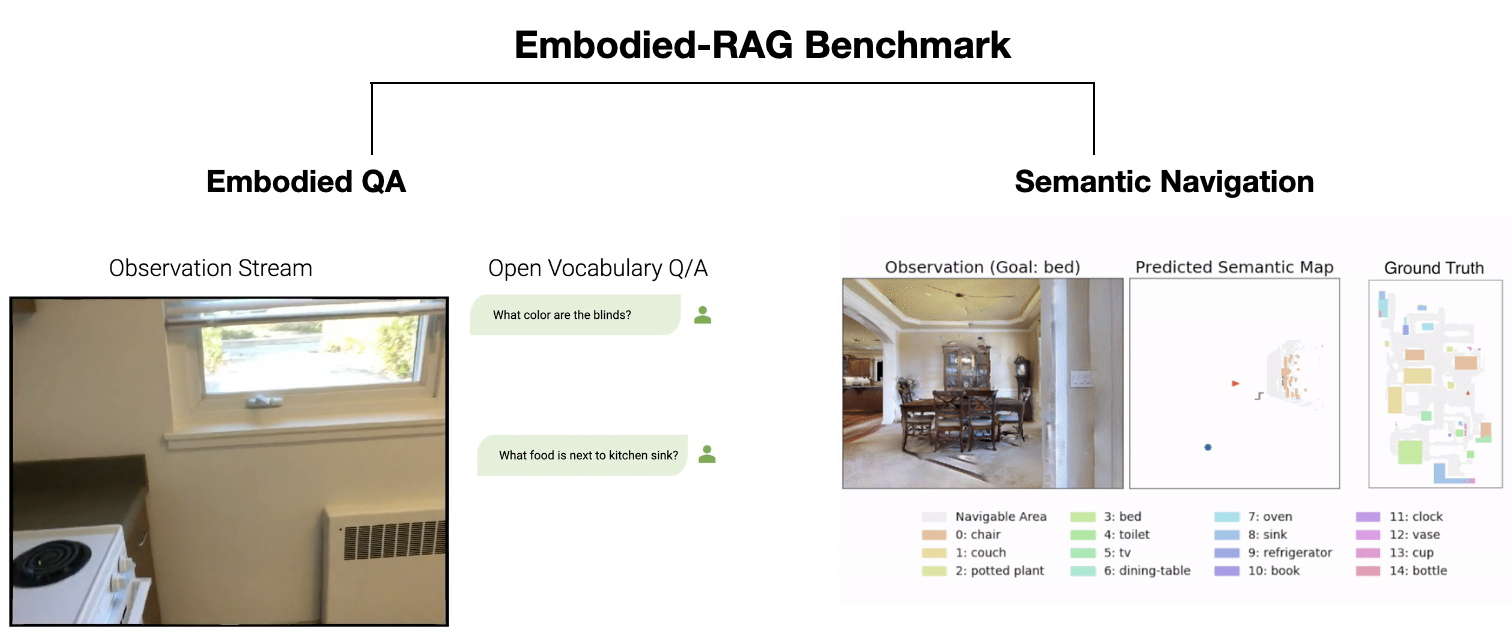 Embodied-RAG Benchmark
Embodied QA
Semantic Navigation
Observation Stream
Open Vocabulary Q/A
What color are the blinds?
What food is next to kitchen sink?
Observation (Goal: bed)
Predicted Semantic Map
Ground Truth
Navigable Area
0: chair
1: couch
2: potted plant
3: bed
4: toilet
5: tv
6: dining-table
7: oven
8: sink
9: refrigerator
10: book
11: clock
12: vase
13: cup
14: bottle